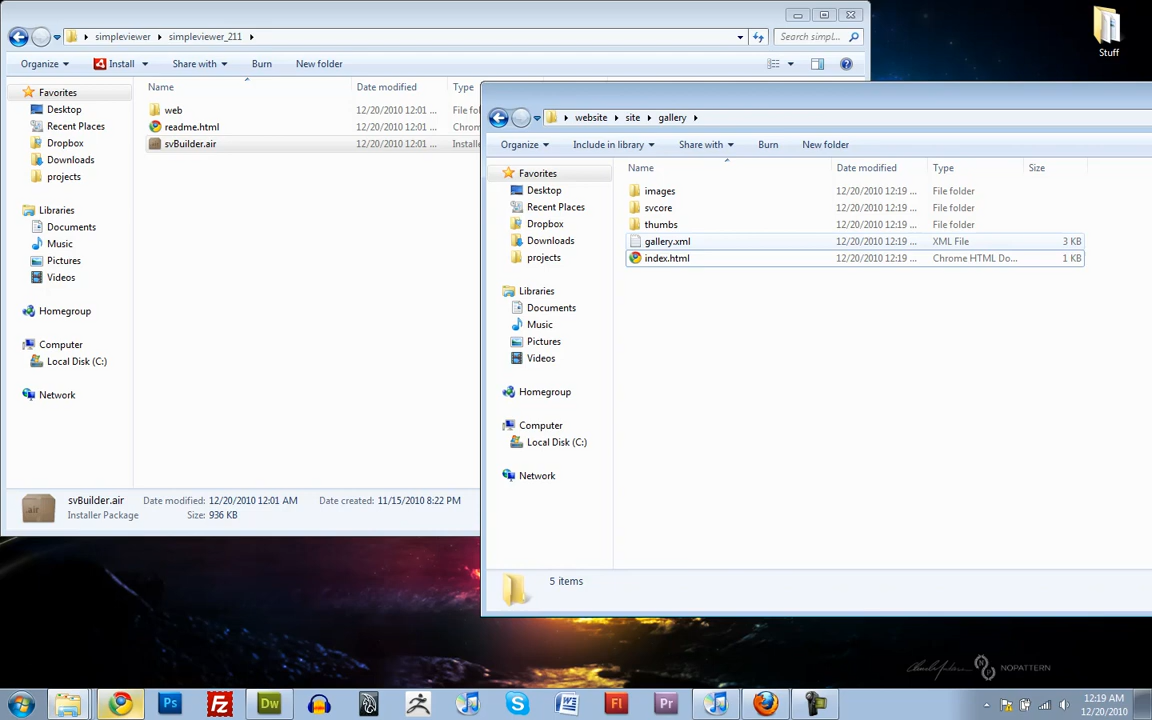 simpleviewer simpleviewer_211
Search simpl...
Organize Install Share with Burn New folder
Name Date modified Type
Favorites
Desktop
Recent Places
Dropbox
Downloads
projects
Libraries
Documents
Music
Pictures
Videos
Homegroup
Computer
Local Disk (C:)
Network
web 12/20/2010 12:01 ... File fo
readme.html 12/20/2010 12:01 ... Chrom
svBuilder.air 12/20/2010 12:01 ... Installe
svBuilder.air Date modified: 12/20/2010 12:01 AM Date created: 11/15/2010 8:22 PM
Installer Package Size: 936 KB
.air
website site gallery
Organize Include in library Share with Burn New folder
Name Date modified Type Size
Favorites
Desktop
Recent Places
Dropbox
Downloads
projects
Libraries
Documents
Music
Pictures
Videos
Homegroup
Computer
Local Disk (C:)
Network
images 12/20/2010 12:19 ... File folder
svcore 12/20/2010 12:19 ... File folder
thumbs 12/20/2010 12:19 ... File folder
gallery.xml 12/20/2010 12:19 ... XML File 3 KB
index.html 12/20/2010 12:19 ... Chrome HTML Do... 1 KB
5 items
Stuff
NOPATTERN
Ps Fz Dw S W Fl Pr
12:19 AM
12/20/2010